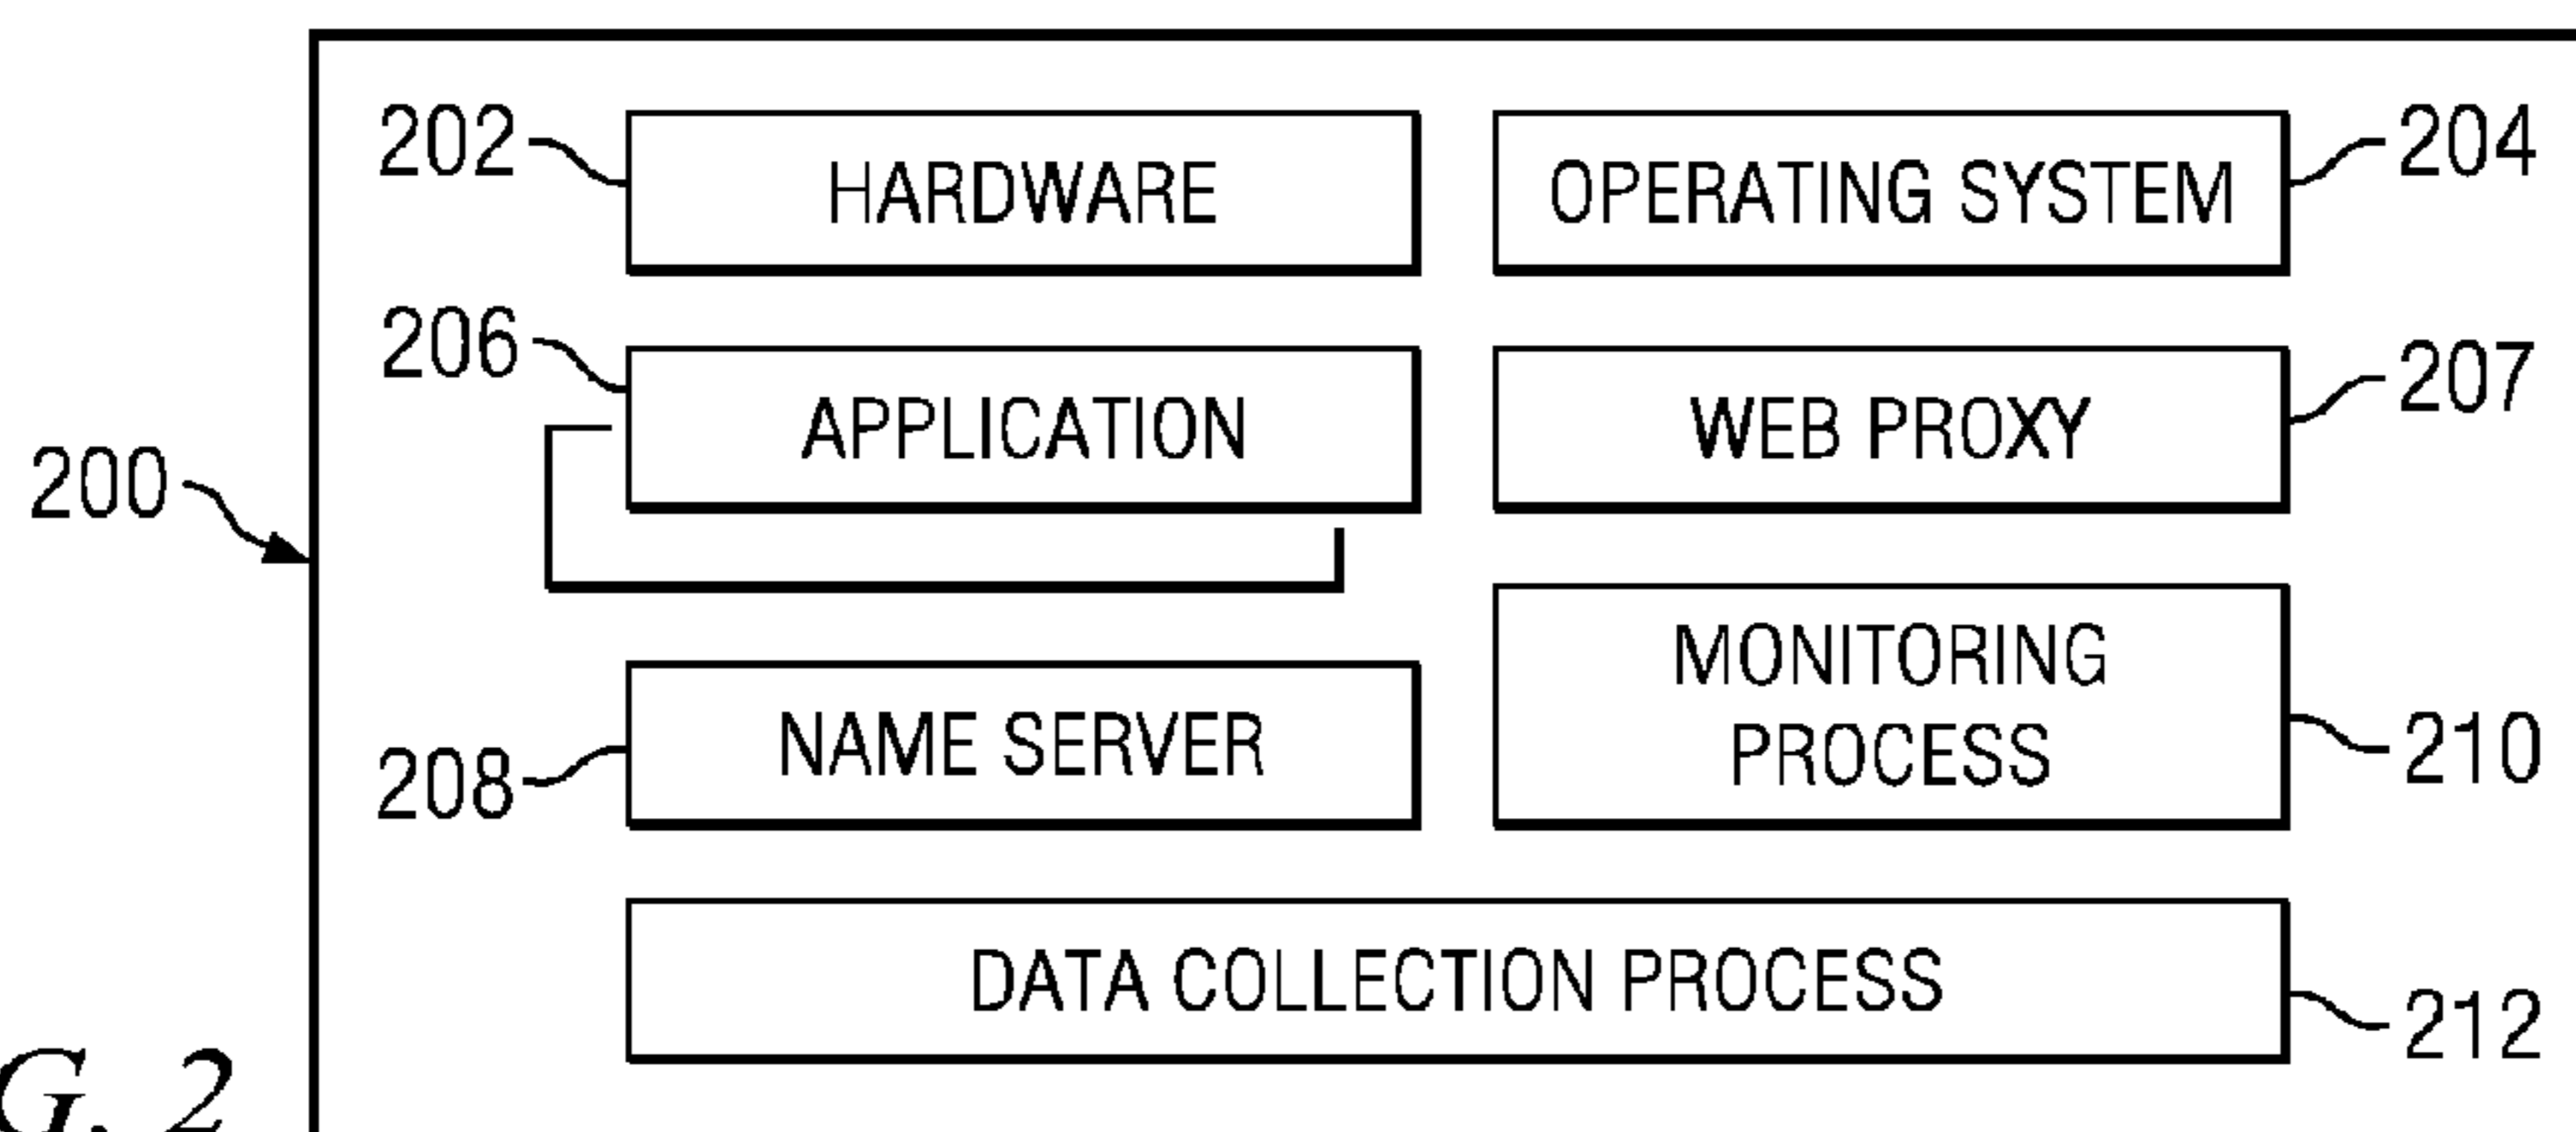 202 HARDWARE OPERATING SYSTEM 204
206 APPLICATION WEB PROXY 207
200
MONITORING
208 NAME SERVER PROCESS 210
DATA COLLECTION PROCESS 212
G. 2